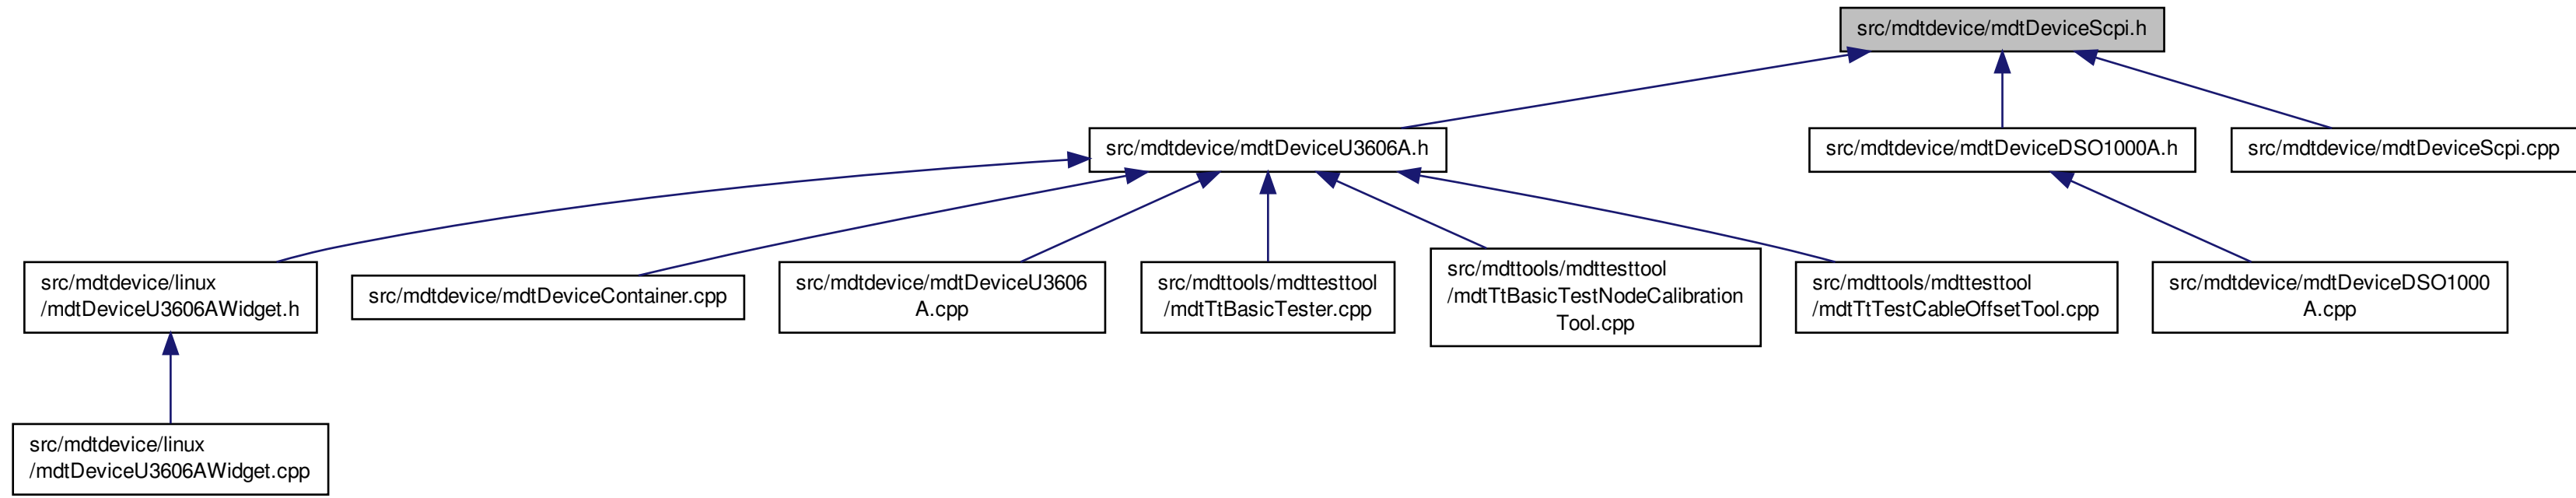 src/mdtdevice/mdtDeviceScpi.h
src/mdtdevice/mdtDeviceU3606A.h
src/mdtdevice/mdtDeviceDSO1000A.h
src/mdtdevice/mdtDeviceScpi.cpp
src/mdtdevice/linux
/mdtDeviceU3606AWidget.h
src/mdtdevice/mdtDeviceContainer.cpp
src/mdtdevice/mdtDeviceU3606
A.cpp
src/mdttools/mdttesttool
/mdtTtBasicTester.cpp
src/mdttools/mdttesttool
/mdtTtBasicTestNodeCalibration
Tool.cpp
src/mdttools/mdttesttool
/mdtTtTestCableOffsetTool.cpp
src/mdtdevice/mdtDeviceDSO1000
A.cpp
src/mdtdevice/linux
/mdtDeviceU3606AWidget.cpp